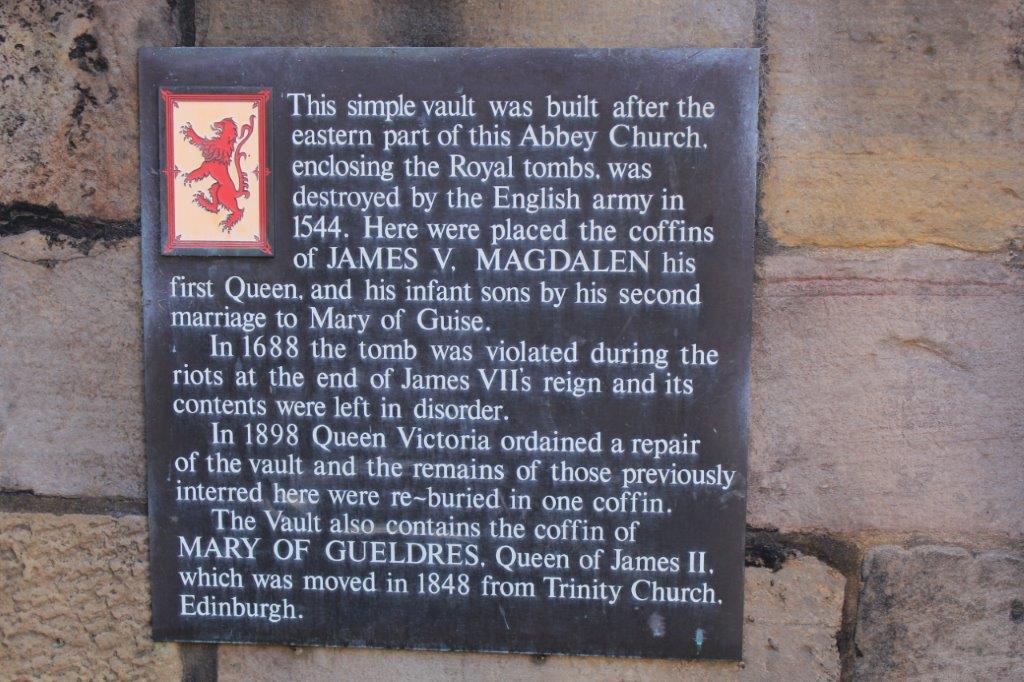 This simple vault was built after the
eastern part of this Abbey Church,
enclosing the Royal tombs, was
destroyed by the English army in
1544. Here were placed the coffins
of JAMES V, MAGDALEN his
first Queen, and his infant sons by his second
marriage to Mary of Guise.
In 1688 the tomb was violated during the
riots at the end of James VII's reign and its
contents were left in disorder.
In 1898 Queen Victoria ordained a repair
of the vault and the remains of those previously
interred here were re-buried in one coffin.
The Vault also contains the coffin of
MARY OF GUELDRES, Queen of James II,
which was moved in 1848 from Trinity Church,
Edinburgh.